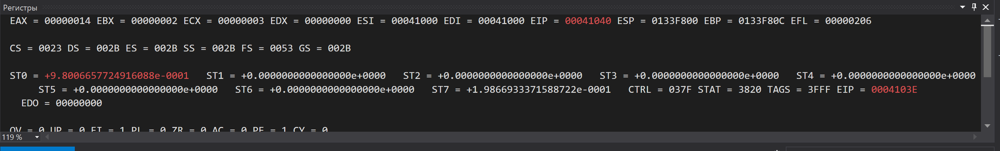 Регистры
EAX = 00000014 EBX = 00000002 ECX = 00000003 EDX = 00000000 ESI = 00041000 EDI = 00041000 EIP = 00041040 ESP = 0133F800 EBP = 0133F80C EFL = 00000206
CS = 0023 DS = 002B ES = 002B SS = 002B FS = 0053 GS = 002B
ST0 = +9.8006657724916088e-0001 ST1 = +0.0000000000000000e+0000 ST2 = +0.0000000000000000e+0000 ST3 = +0.0000000000000000e+0000 ST4 = +0.0000000000000000e+0000
ST5 = +0.0000000000000000e+0000 ST6 = +0.0000000000000000e+0000 ST7 = +1.9866933371588722e-0001 CTRL = 037F STAT = 3820 TAGS = 3FFF EIP = 0004103E
EDO = 00000000
OV = 0 UP = 0 EI = 1 PL = 0 ZR = 0 AC = 0 PE = 1 CY = 0
119 %